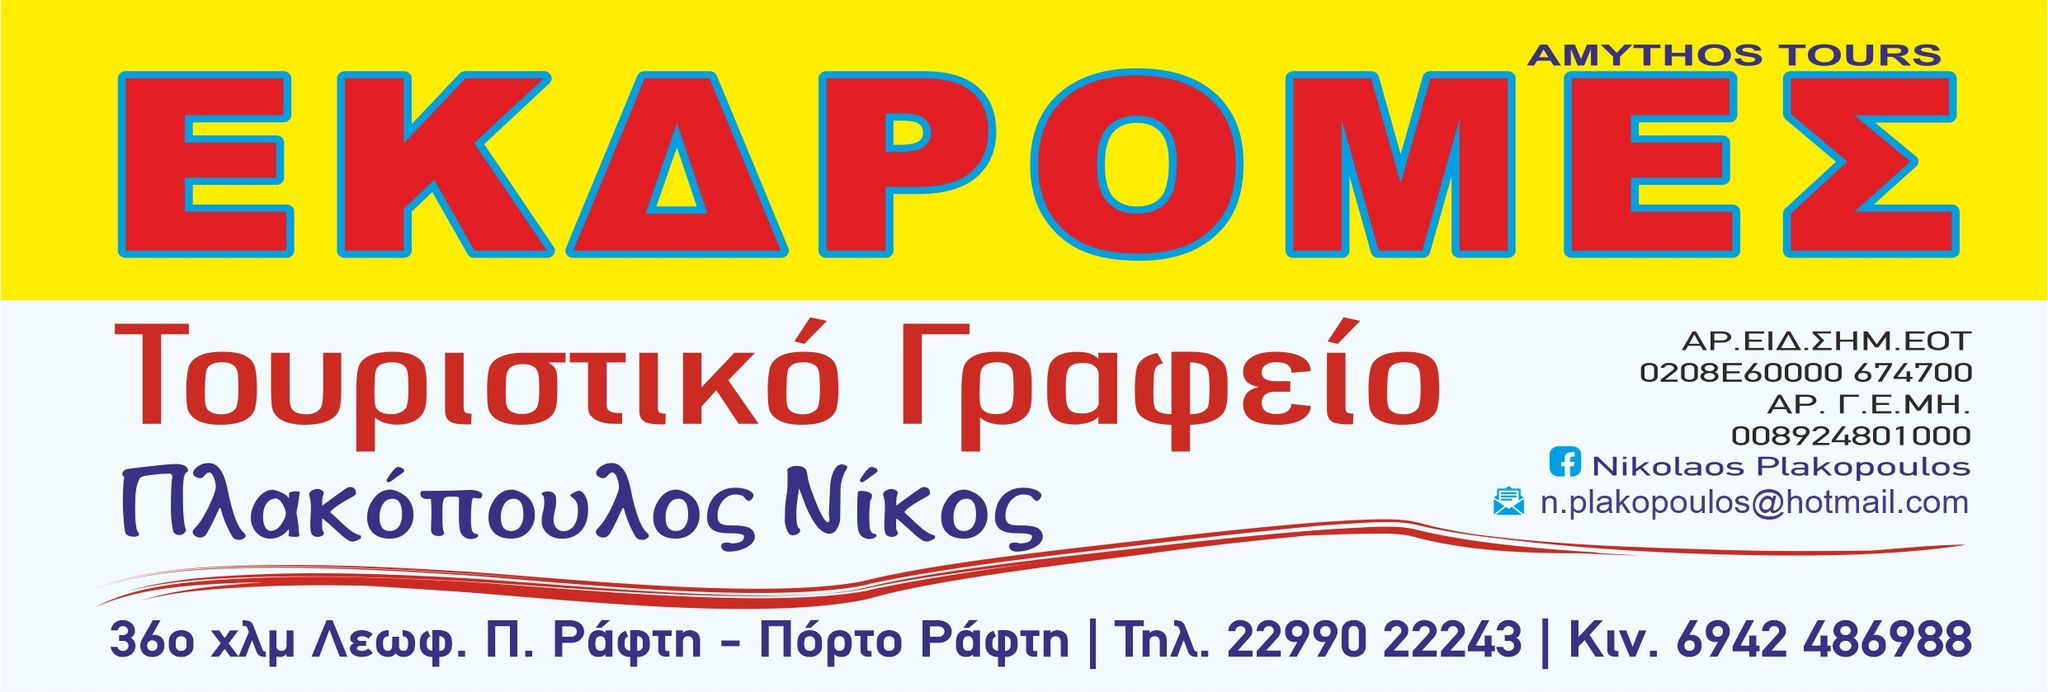 AMYTHOS TOURS
ΕΚΔΡΟΜΕΣ
Τουριστικό Γραφείο
Πλακόπουλος Νίκος
ΑΡ.ΕΙΔ.ΣΗΜ.ΕΟΤ
0208Ε60000 674700
ΑΡ. Γ.Ε.ΜΗ.
008924801000
Nikolaos Plakopoulos
n.plakopoulos@hotmail.com
36ο χλμ Λεωφ. Π. Ράφτη - Πόρτο Ράφτη | Τηλ. 22990 22243 | Κιν. 6942 486988